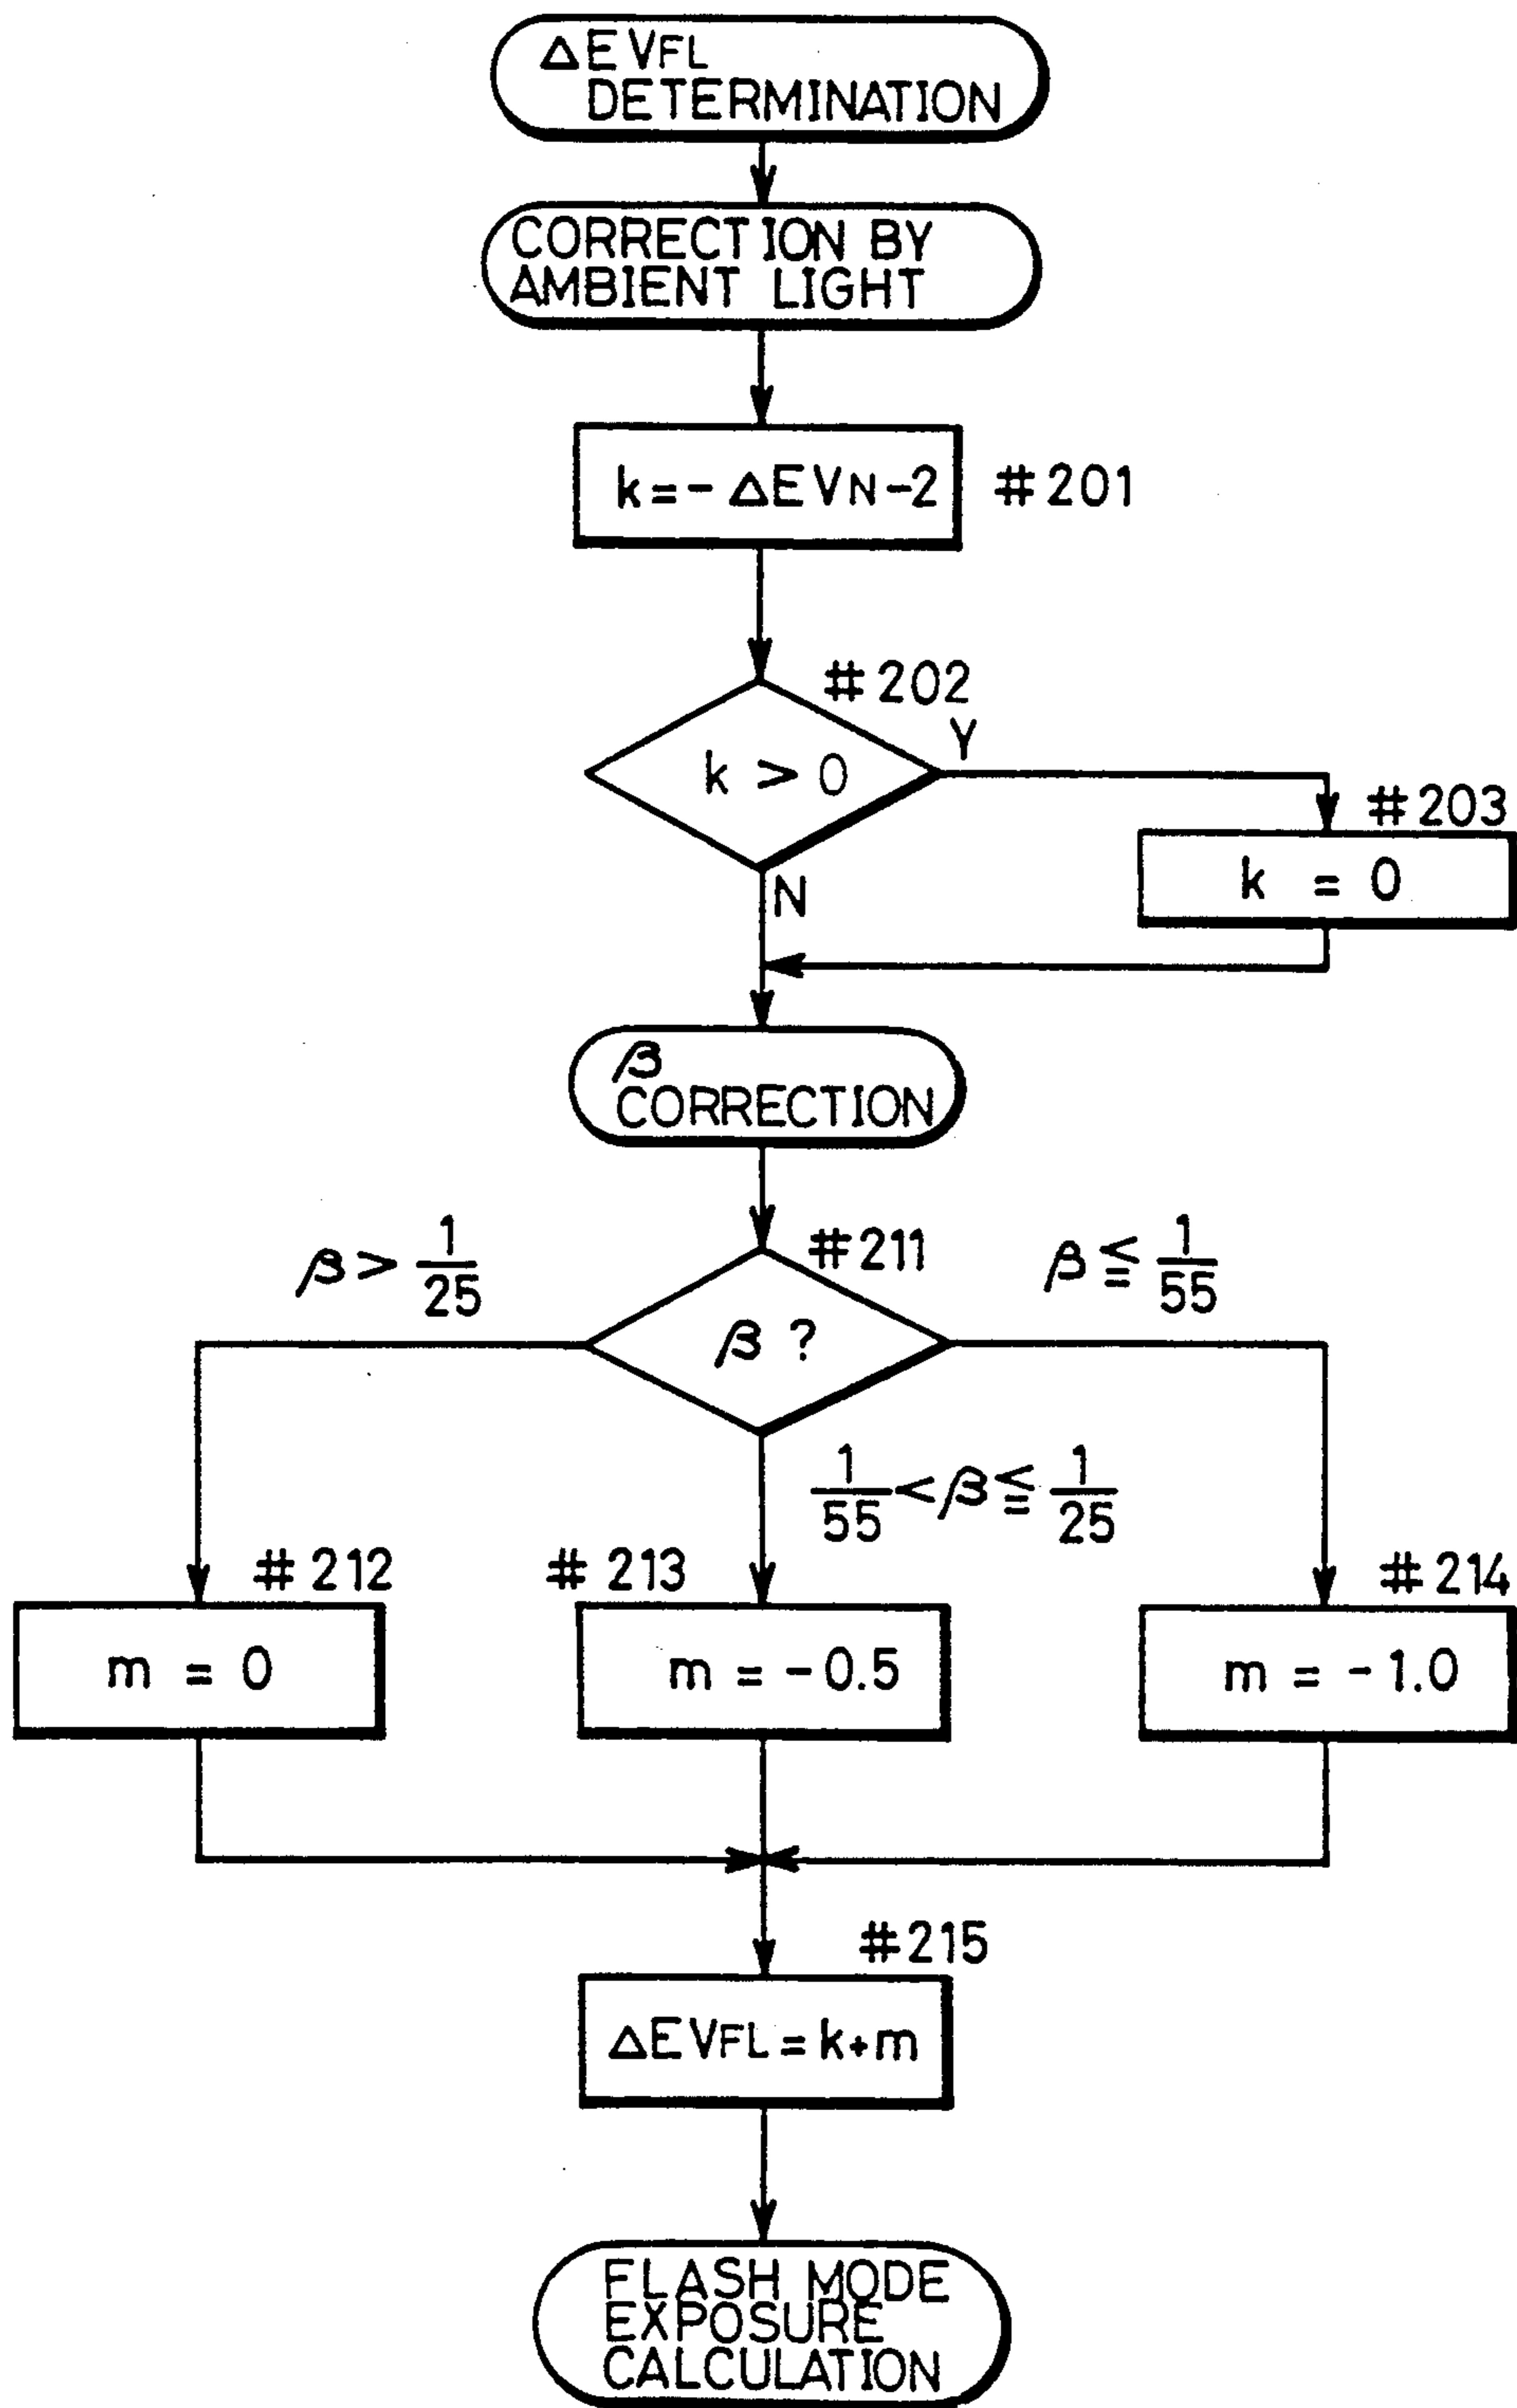 ΔEVFL
DETERMINATION
CORRECTION BY
AMBIENT LIGHT
k=-ΔEVN-2
#201
#202
k > 0
Y
#203
k = 0
N
β
CORRECTION
#211
β > 1/25
β ≦ 1/55
β ?
1/55 < β ≦ 1/25
#212
#213
#214
m = 0
m = -0.5
m = -1.0
#215
ΔEVFL=k+m
FLASH MODE
EXPOSURE
CALCULATION